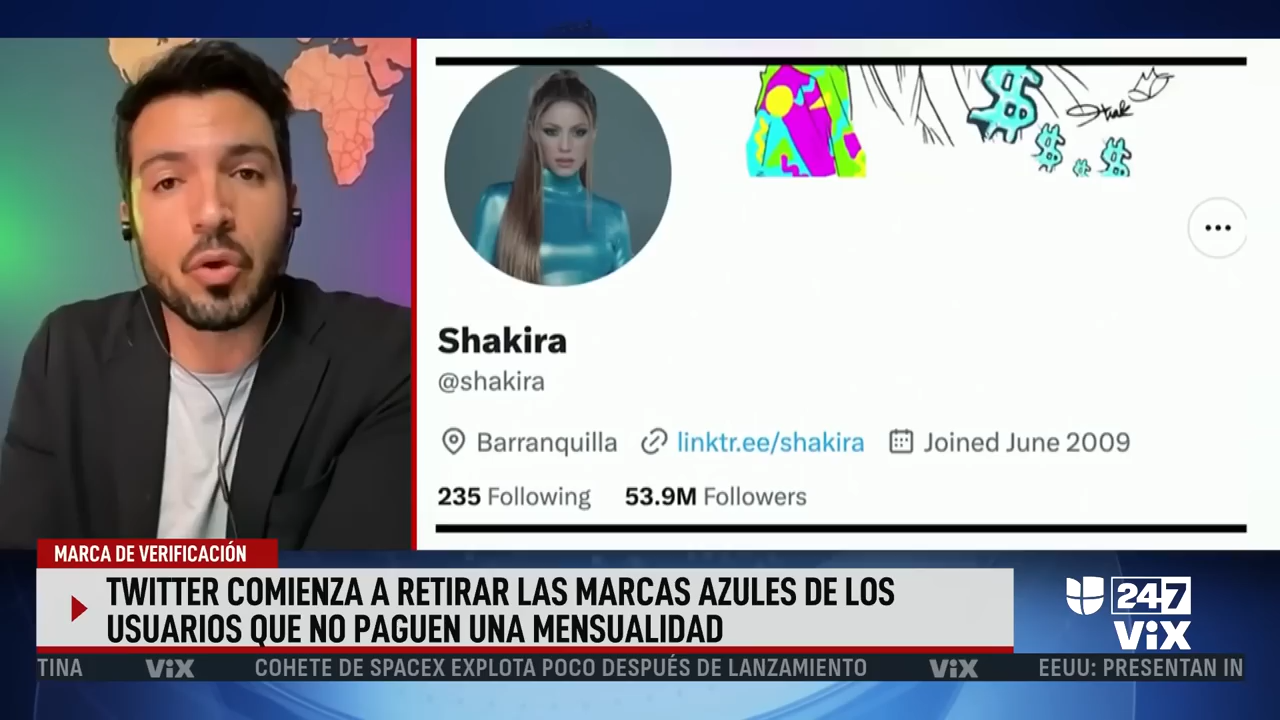 Shakira
@shakira
Barranquilla linktr.ee/shakira Joined June 2009
235 Following 53.9M Followers
MARCA DE VERIFICACIÓN
TWITTER COMIENZA A RETIRAR LAS MARCAS AZULES DE LOS
USUARIOS QUE NO PAGUEN UNA MENSUALIDAD
24/7
ViX
TINA ViX COHETE DE SPACEX EXPLOTA POCO DESPUÉS DE LANZAMIENTO ViX EEUU: PRESENTAN IN